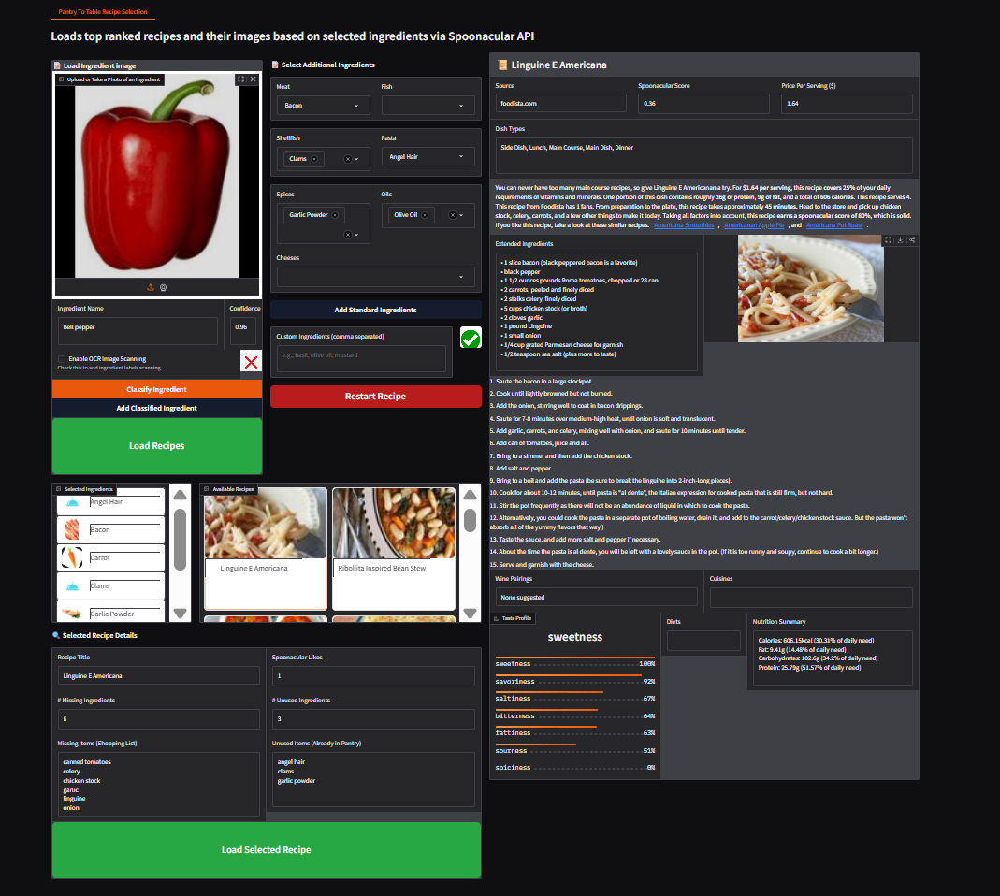 Pantry To Table Recipe Selection
Loads top ranked recipes and their images based on selected ingredients via Spoonacular API
Load Ingredient image
Upload or Take a Photo of an Ingredient
Ingredient Name
Confidence
Bell pepper
0.96
Enable OCR Image Scanning
Check this to add ingredient labels scanning.
Classify Ingredient
Add Classified Ingredient
Load Recipes
Select Additional Ingredients
Meat
Fish
Bacon
Shellfish
Pasta
Clams
Angel Hair
Spices
Oils
Garlic Powder
Olive Oil
Cheeses
Add Standard Ingredients
Custom Ingredients (comma separated)
e.g., basil, olive oil, mustard
Restart Recipe
Selected Ingredients
Angel Hair
Bacon
Carrot
Clams
Garlic Powder
Available Recipes
Linguine E Americana
Ribollita Inspired Bean Stew
Selected Recipe Details
Recipe Title
Spoonacular Likes
Linguine E Americana
1
# Missing Ingredients
# Unused Ingredients
6
3
Missing Items (Shopping List)
canned tomatoes
celery
chicken stock
garlic
linguine
onion
Unused Items (Already in Pantry)
angel hair
clams
garlic powder
Load Selected Recipe
Linguine E Americana
Source
Spoonacular Score
Price Per Serving ($)
foodista.com
0.36
1.64
Dish Types
Side Dish, Lunch, Main Course, Main Dish, Dinner
You can never have too many main course recipes, so give Linguine E Americanan a try. For $1.64 per serving, this recipe covers 25% of your daily
requirements of vitamins and minerals. One portion of this dish contains roughly 26g of protein, 9g of fat, and a total of 606 calories. This recipe serves 4.
This recipe from Foodista has 1 fans. From preparation to the plate, this recipe takes approximately 45 minutes. Head to the store and pick up chicken
stock, celery, carrots, and a few other things to make it today. Taking all factors into account, this recipe earns a spoonacular score of 80%, which is solid.
If you like this recipe, take a look at these similar recipes: Americana Smoothies , Americanan Apple Pie , and Americana Pot Roast .
Extended Ingredients
• 1 slice bacon (black peppered bacon is a favorite)
• black pepper
• 1 1/2 ounces pounds Roma tomatoes, chopped or 28 can
• 2 carrots, peeled and finely diced
• 2 stalks celery, finely diced
• 5 cups chicken stock (or broth)
• 2 cloves garlic
• 1 pound Linguine
• 1 small onion
• 1/4 cup grated Parmesan cheese for garnish
• 1/2 teaspoon sea salt (plus more to taste)
1. Saute the bacon in a large stockpot.
2. Cook until lightly browned but not burned.
3. Add the onion, stirring well to coat in bacon drippings.
4. Saute for 7-8 minutes over medium-high heat, until onion is soft and translucent.
5. Add garlic, carrots, and celery, mixing well with onion, and saute for 10 minutes until tender.
6. Add can of tomatoes, juice and all.
7. Bring to a simmer and then add the chicken stock.
8. Add salt and pepper.
9. Bring to a boil and add the pasta (be sure to break the linguine into 2-inch-long pieces).
10. Cook for about 10-12 minutes, until pasta is "al dente", the Italian expression for cooked pasta that is still firm, but not hard.
11. Stir the pot frequently as there will not be an abundance of liquid in which to cook the pasta.
12. Alternatively, you could cook the pasta in a separate pot of boiling water, drain it, and add to the carrot/celery/chicken stock sauce. But the pasta won't
absorb all of the yummy flavors that way.)
13. Taste the sauce, and add more salt and pepper if necessary.
14. About the time the pasta is al dente, you will be left with a lovely sauce in the pot. (If it is too runny and soupy, continue to cook a bit longer.)
15. Serve and garnish with the cheese.
Wine Pairings
Cuisines
None suggested
Taste Profile
sweetness
sweetness 100%
savoriness 92%
saltiness 67%
bitterness 64%
fattiness 63%
sourness 51%
spiciness 0%
Diets
Nutrition Summary
Calories: 606.15kcal (30.31% of daily need)
Fat: 9.41g (14.48% of daily need)
Carbohydrates: 102.6g (34.2% of daily need)
Protein: 25.79g (51.57% of daily need)